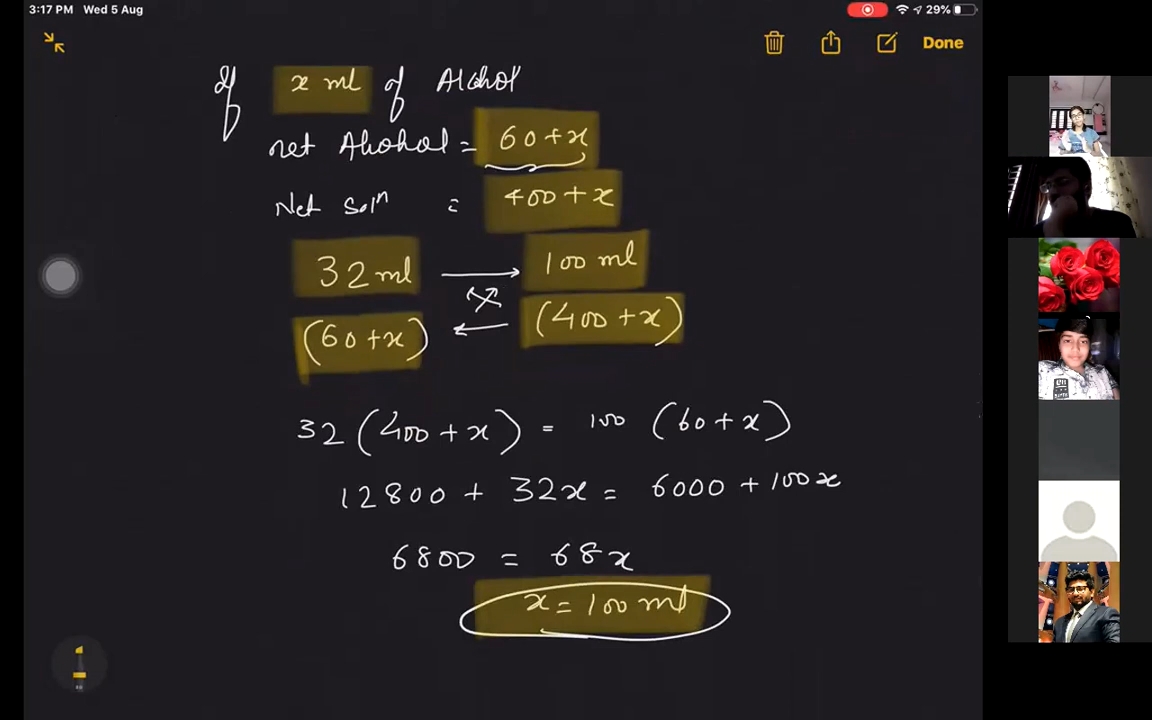 3:17 PM Wed 5 Aug
29%
Done
If x ml of Alcohol
net Alcohol = 60 + x
Net Soln = 400 + x
32 ml → 100 ml
(60 + x) ← (400 + x)
32 (400 + x) = 100 (60 + x)
12800 + 32x = 6000 + 100x
6800 = 68x
x = 100 ml